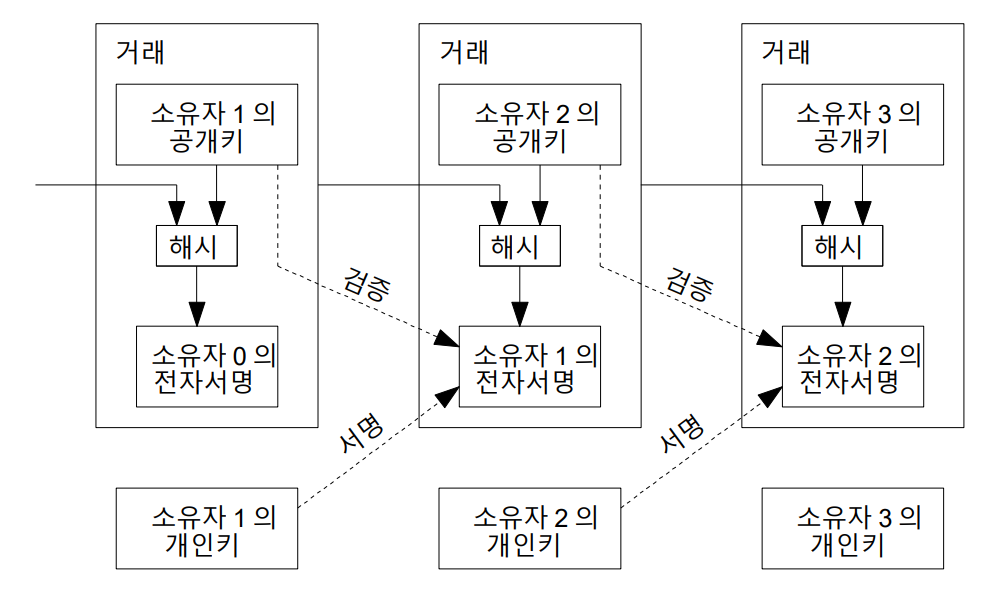 거래
소유자 1 의
공개키
해시
소유자 0 의
전자서명
거래
소유자 2 의
공개키
해시
검증
소유자 1 의
전자서명
서명
거래
소유자 3 의
공개키
해시
검증
소유자 2 의
전자서명
서명
소유자 1 의
개인키
소유자 2 의
개인키
소유자 3 의
개인키